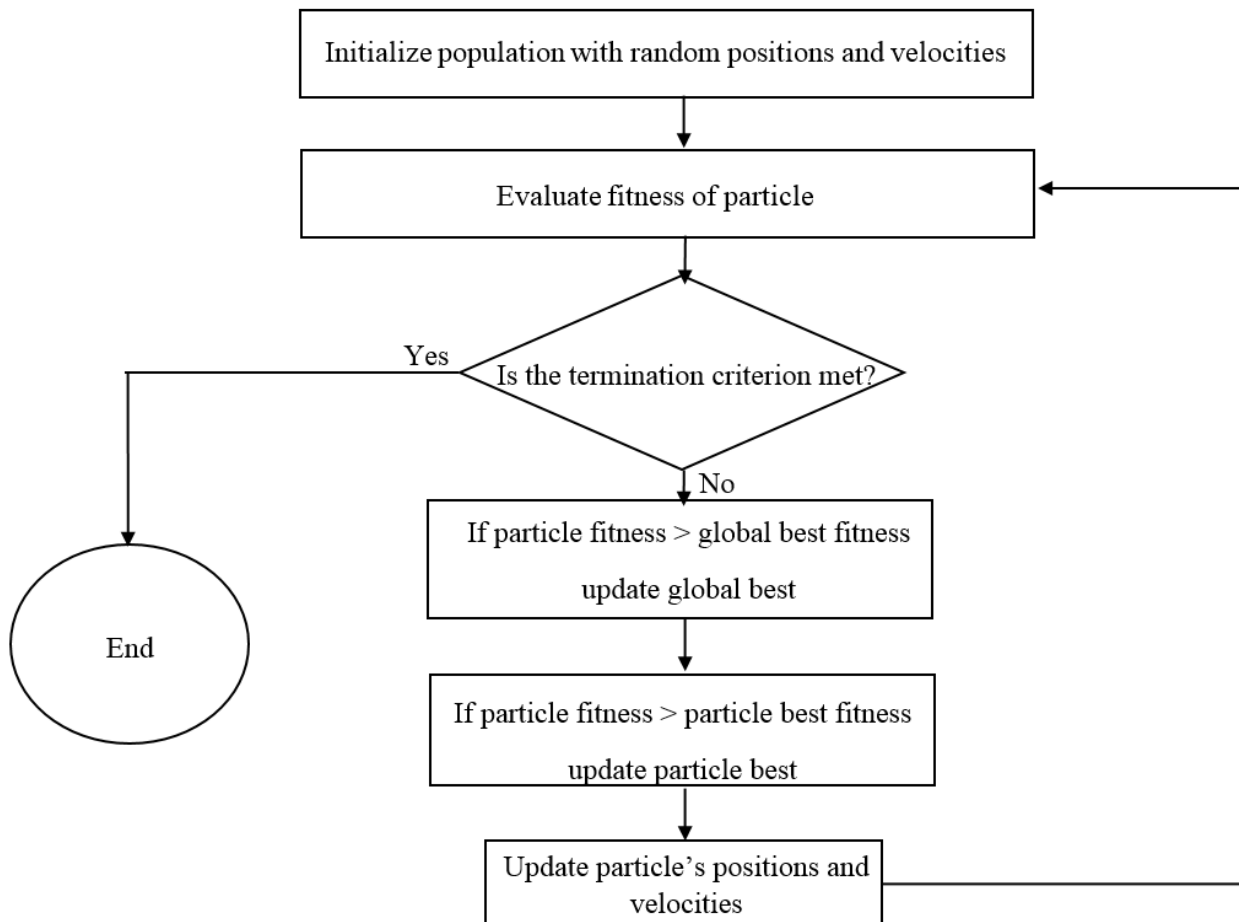 Initialize population with random positions and velocities
Evaluate fitness of particle
Is the termination criterion met?
Yes
No
If particle fitness > global best fitness
update global best
End
If particle fitness > particle best fitness
update particle best
Update particle’s positions and
velocities